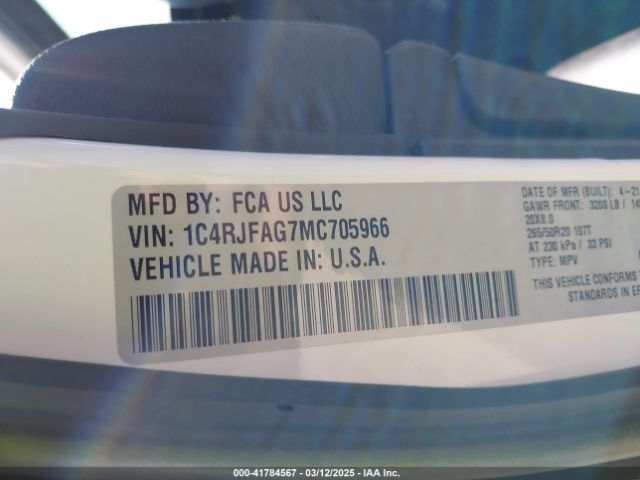 MFD BY: FCA US LLC
VIN: 1C4RJFAG7MC705966
VEHICLE MADE IN: U.S.A.
DATE OF MFR (BUILT): 4-21
GAWR FRONT: 3200 LB /
20X8.0
265/50R20 107T
AT 230 kPa / 33 PSI
TYPE: MPV
THIS VEHICLE CONFORMS
STANDARDS IN
000-41784567 - 03/12/2025 - IAA Inc.